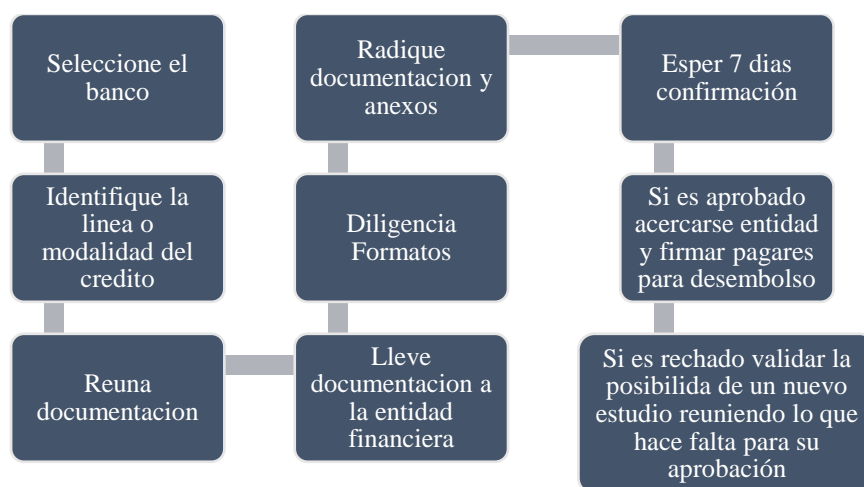 Seleccione el
banco
Identifique la
linea o
modalidad del
credito
Reuna
documentacion
Lleve
documentacion a
la entidad
financiera
Diligencia
Formatos
Radique
documentacion y
anexos
Esper 7 dias
confirmación
Si es aprobado
acercarse entidad
y firmar pagares
para desembolso
Si es rechado validar la
posibilida de un nuevo
estudio reuniendo lo que
hace falta para su
aprobación